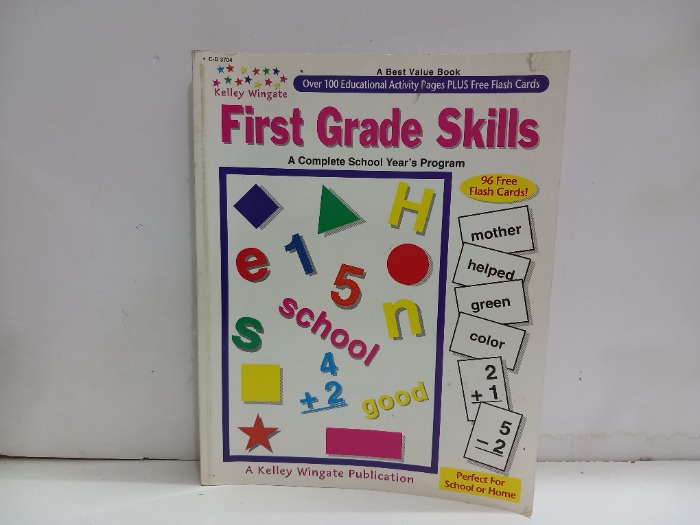 C-D 3704
A Best Value Book
Kelley Wingate
Over 100 Educational Activity Pages PLUS Free Flash Cards
First Grade Skills
A Complete School Year's Program
96 Free
Flash Cards!
H
e
1
5
school
n
s
4
+ 2
good
mother
helped
green
color
2
+ 1
5
- 2
A Kelley Wingate Publication
Perfect For
School or Home